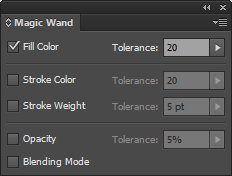 Magic Wand
Fill Color Tolerance: 20
Stroke Color Tolerance: 20
Stroke Weight Tolerance: 5 pt
Opacity Tolerance: 5%
Blending Mode